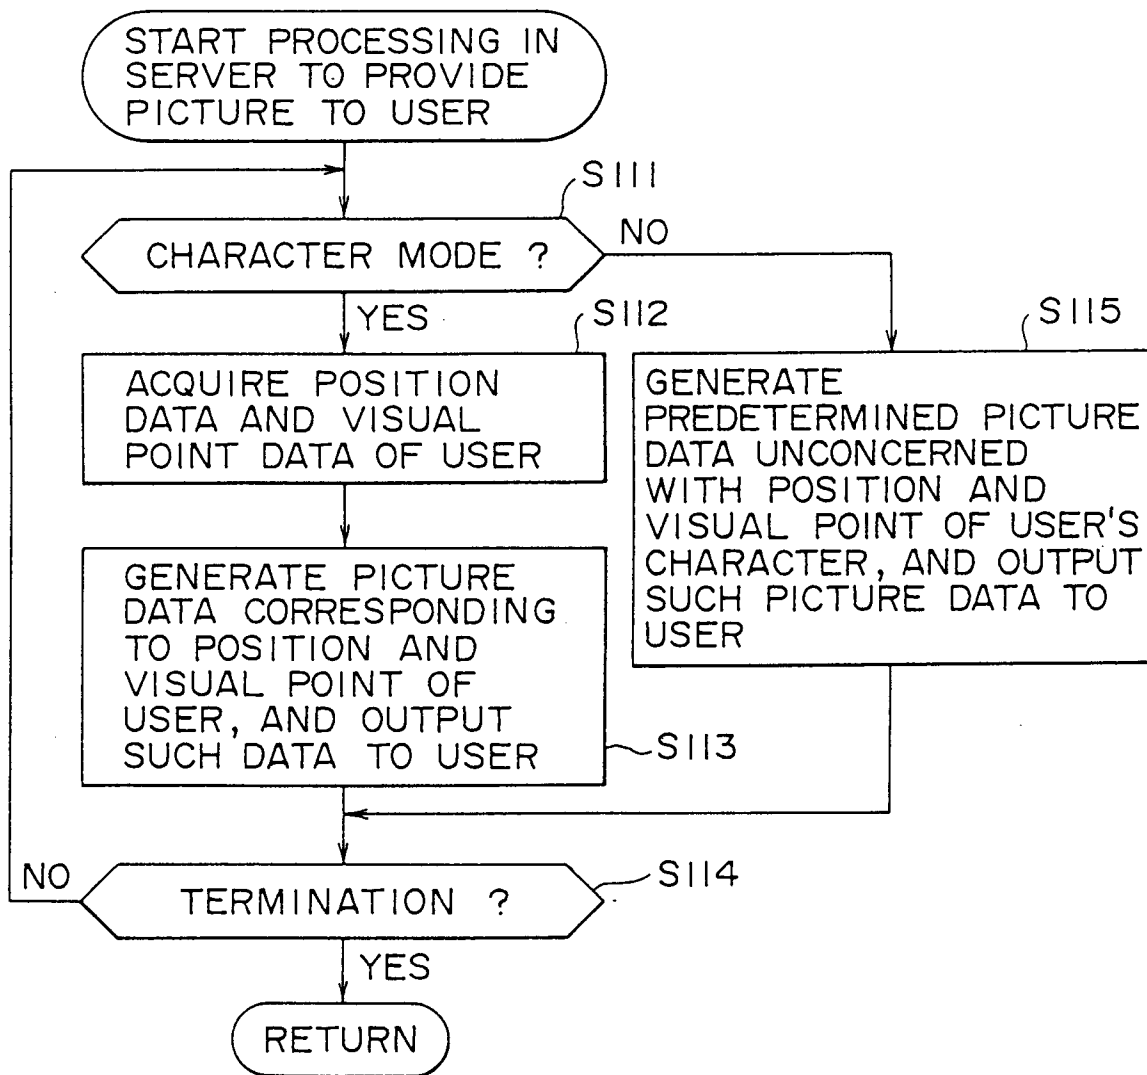 START PROCESSING IN
SERVER TO PROVIDE
PICTURE TO USER
S111
CHARACTER MODE ?
NO
YES
S112
ACQUIRE POSITION
DATA AND VISUAL
POINT DATA OF USER
S115
GENERATE
PREDETERMINED PICTURE
DATA UNCONCERNED
WITH POSITION AND
VISUAL POINT OF USER'S
CHARACTER, AND OUTPUT
SUCH PICTURE DATA TO
USER
GENERATE PICTURE
DATA CORRESPONDING
TO POSITION AND
VISUAL POINT OF
USER, AND OUTPUT
SUCH DATA TO USER
S113
NO
TERMINATION ?
S114
YES
RETURN